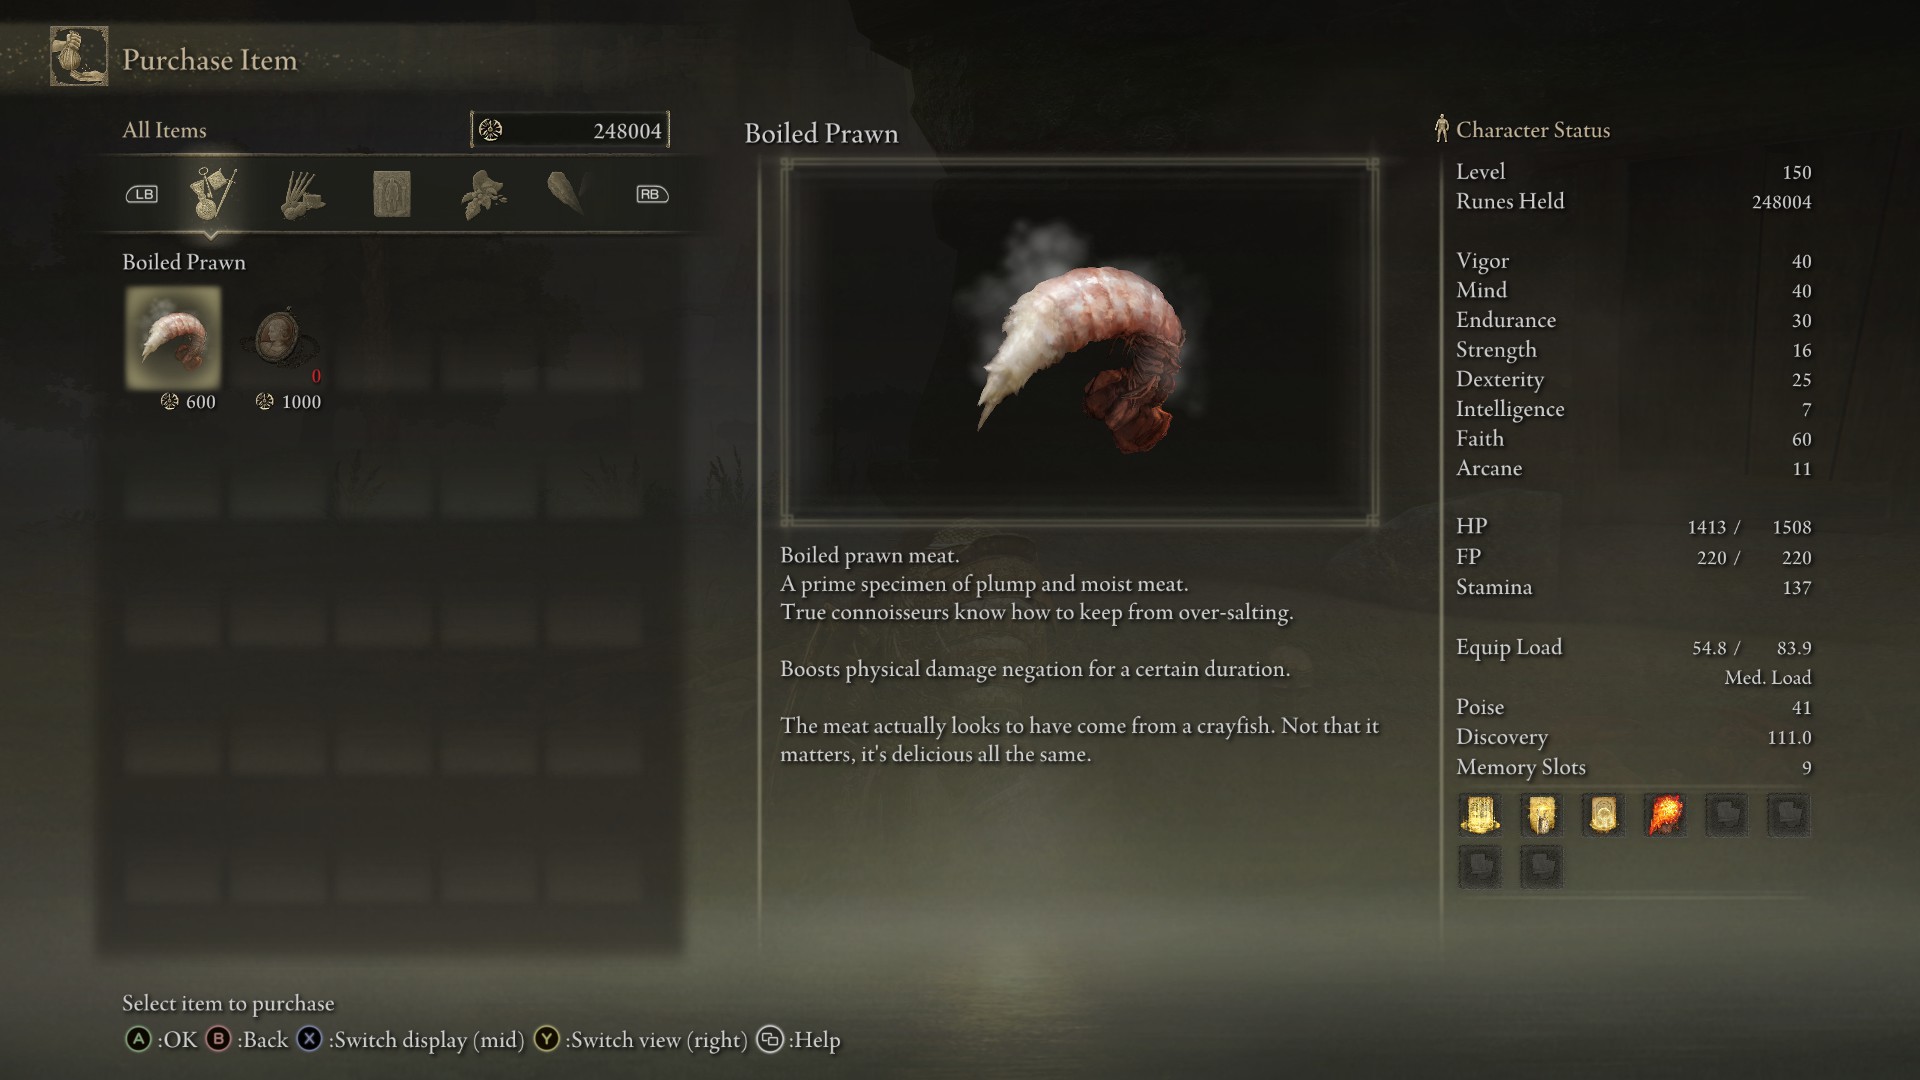 Purchase Item
All Items
248004
LB
RB
Boiled Prawn
0
600
1000
Boiled Prawn
Boiled prawn meat.
A prime specimen of plump and moist meat.
True connoisseurs know how to keep from over-salting.
Boosts physical damage negation for a certain duration.
The meat actually looks to have come from a crayfish. Not that it
matters, it's delicious all the same.
Character Status
Level 150
Runes Held 248004
Vigor 40
Mind 40
Endurance 30
Strength 16
Dexterity 25
Intelligence 7
Faith 60
Arcane 11
HP 1413 / 1508
FP 220 / 220
Stamina 137
Equip Load 54.8 / 83.9
Med. Load
Poise 41
Discovery 111.0
Memory Slots 9
Select item to purchase
A :OK B :Back X :Switch display (mid) Y :Switch view (right) :Help